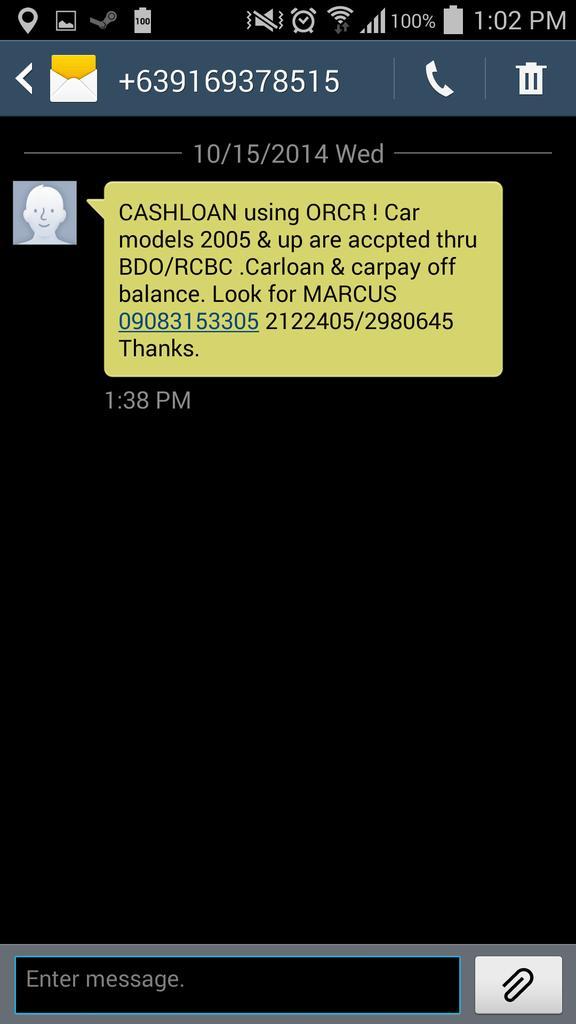 100 100% 1:02 PM
+639169378515
10/15/2014 Wed
CASHLOAN using ORCR ! Car
models 2005 & up are accpted thru
BDO/RCBC .Carloan & carpay off
balance. Look for MARCUS
09083153305 2122405/2980645
Thanks.
1:38 PM
Enter message.